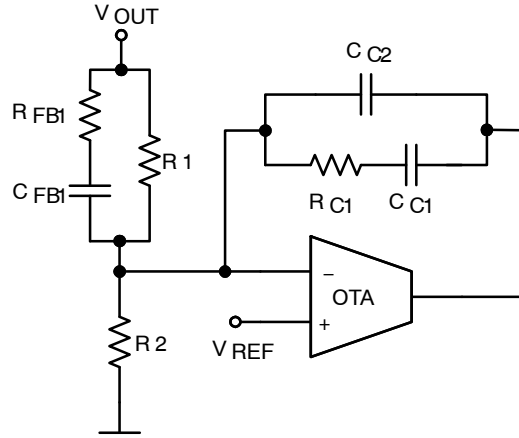 V OUT
C C2
R FB1
R 1
C FB1
R C1
C C1
−
OTA
+
V REF
R 2